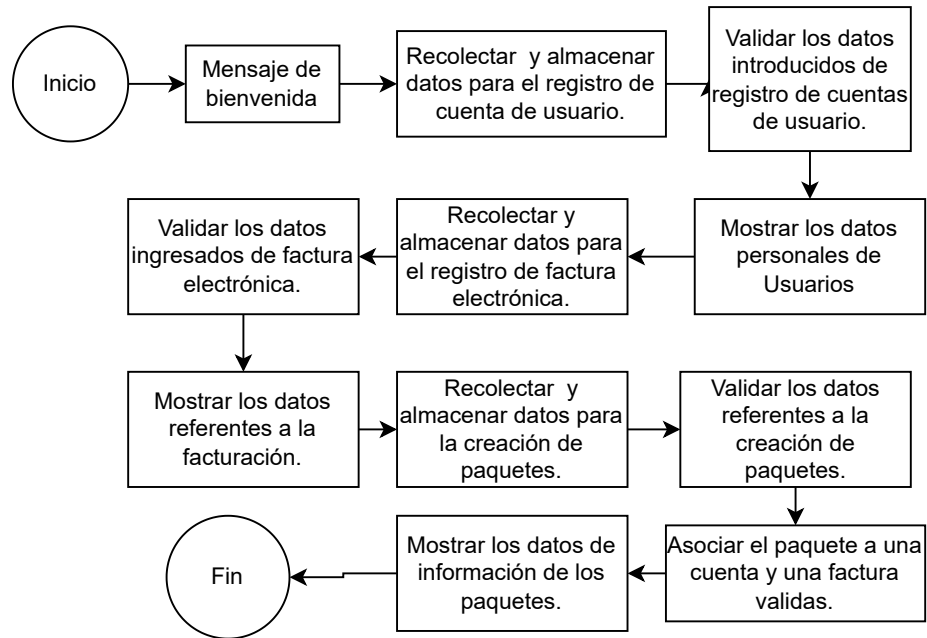 Inicio
Mensaje de
bienvenida
Recolectar  y almacenar
datos para el registro de
cuenta de usuario.
Validar los datos
introducidos de
registro de cuentas
de usuario.
Mostrar los datos
personales de
Usuarios
Recolectar y
almacenar datos para
el registro de factura
electrónica.
Validar los datos
ingresados de factura
electrónica.
Mostrar los datos
referentes a la
facturación.
Recolectar  y
almacenar datos para
la creación de
paquetes.
Validar los datos
referentes a la
creación de
paquetes.
Asociar el paquete a una
cuenta y una factura
validas.
Mostrar los datos de
información de los
paquetes.
Fin